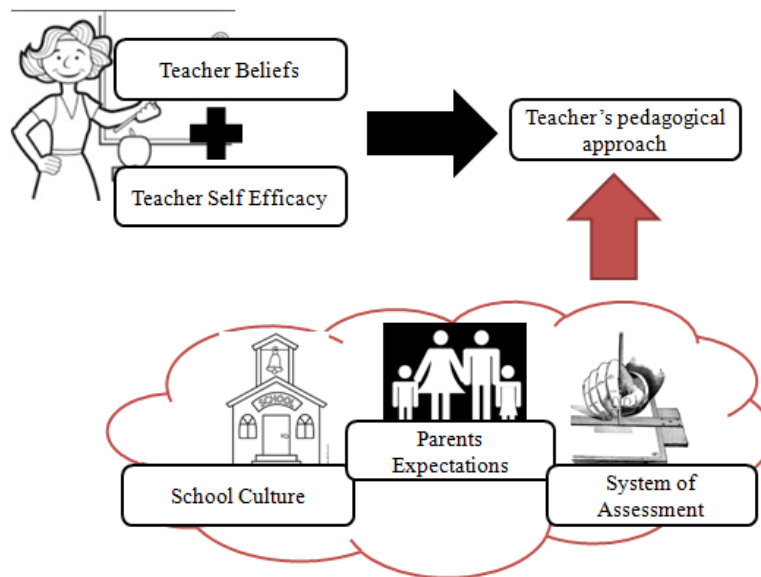 Teacher Beliefs
Teacher Self Efficacy
Teacher's pedagogical
approach
SCHOOL
School Culture
Parents
Expectations
System of
Assessment